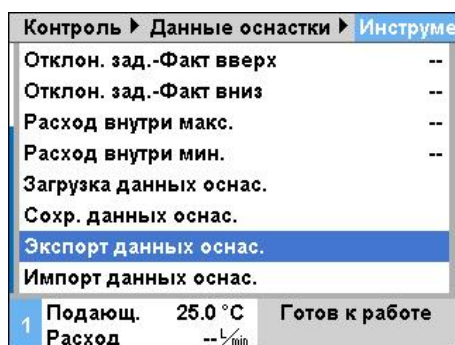 Контроль ▶ Данные оснастки ▶ Инструме
Отклон. зад.-Факт вверх --
Отклон. зад.-Факт вниз --
Расход внутри макс. --
Расход внутри мин. --
Загрузка данных оснас.
Сохр. данных оснас.
Экспорт данных оснас.
Импорт данных оснас.
1 Подающ. 25.0 °C Готов к работе
Расход -- L/min